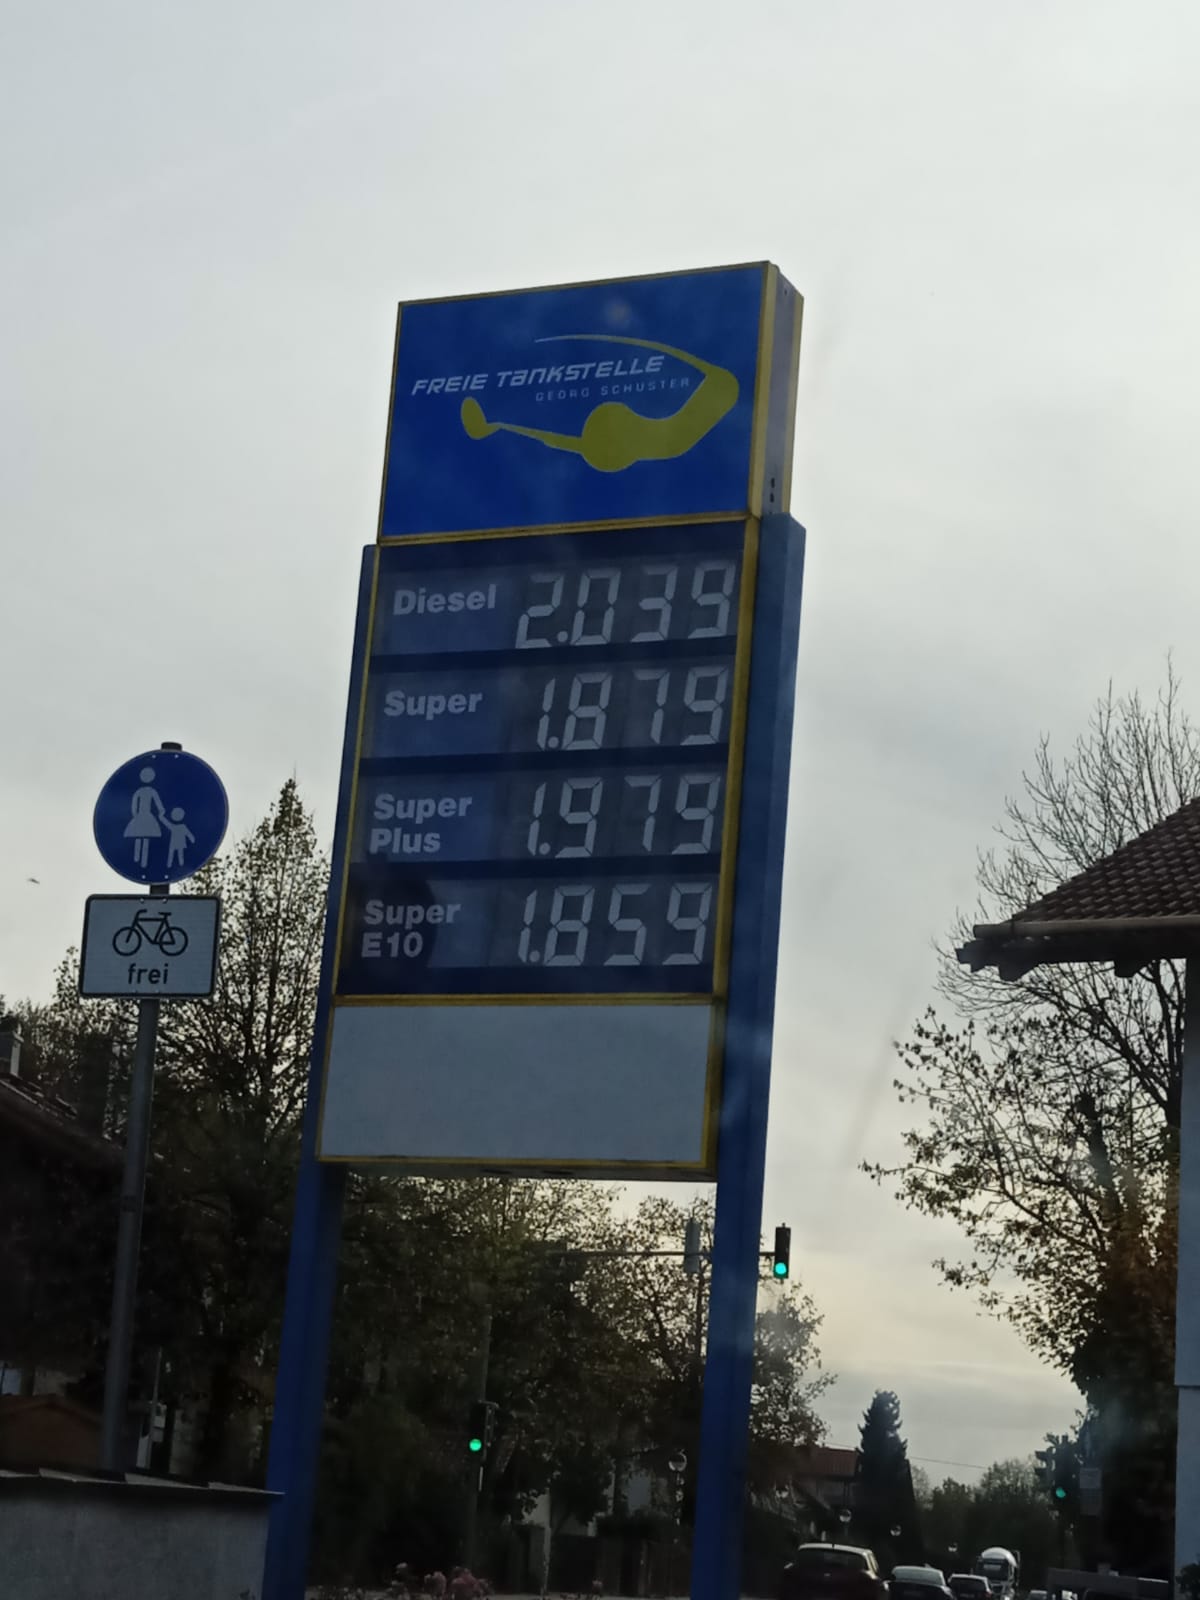 FREIE TANKSTELLE
GEORG SCHUSTER
Diesel 2.039
Super 1.879
Super
Plus 1.979
Super
E10 1.859
frei